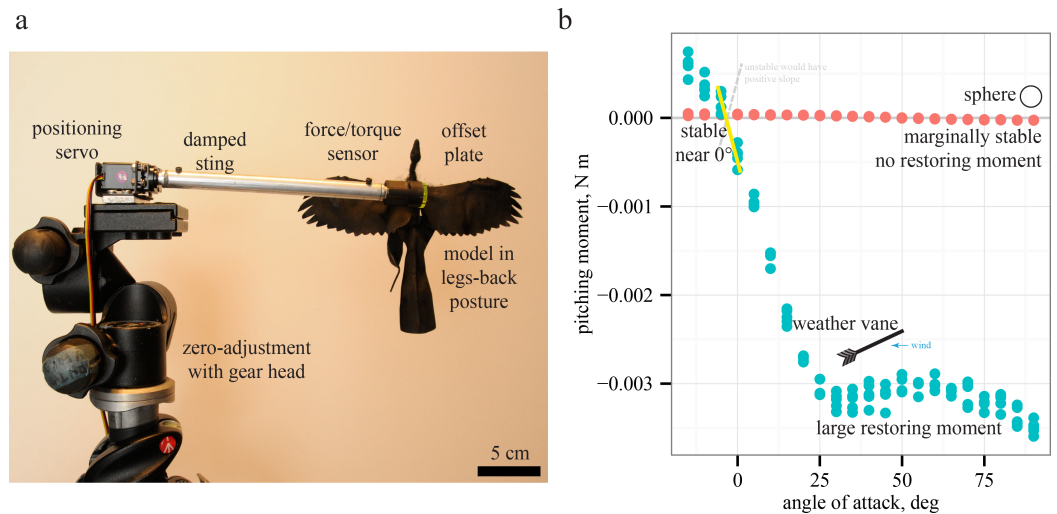 a
positioning
servo
damped
sting
force/torque
sensor
offset
plate
model in
legs-back
posture
zero-adjustment
with gear head
5 cm
b
unstable would have
positive slope
sphere
stable
near 0°
marginally stable
no restoring moment
weather vane
wind
large restoring moment
pitching moment, N m
0.000
−0.001
−0.002
−0.003
0
25
50
75
angle of attack, deg